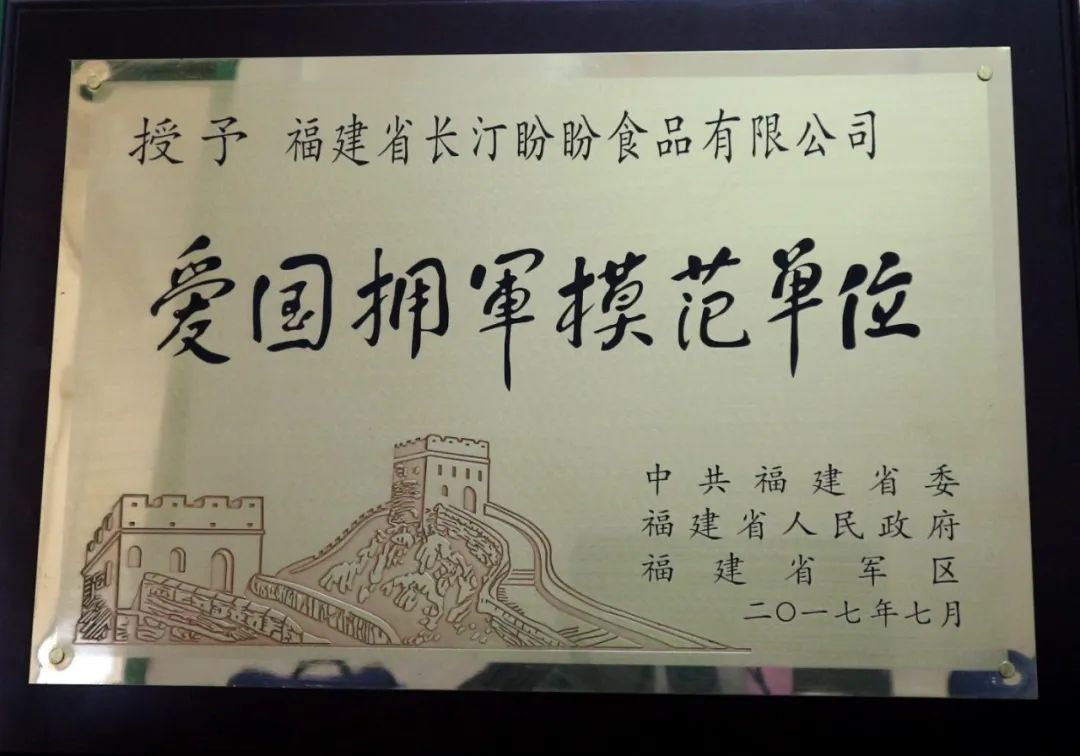 授予 福建省长汀盼盼食品有限公司
爱国拥軍模范单位
中共福建省委
福建省人民政府
福建省军区
二〇一七年七月